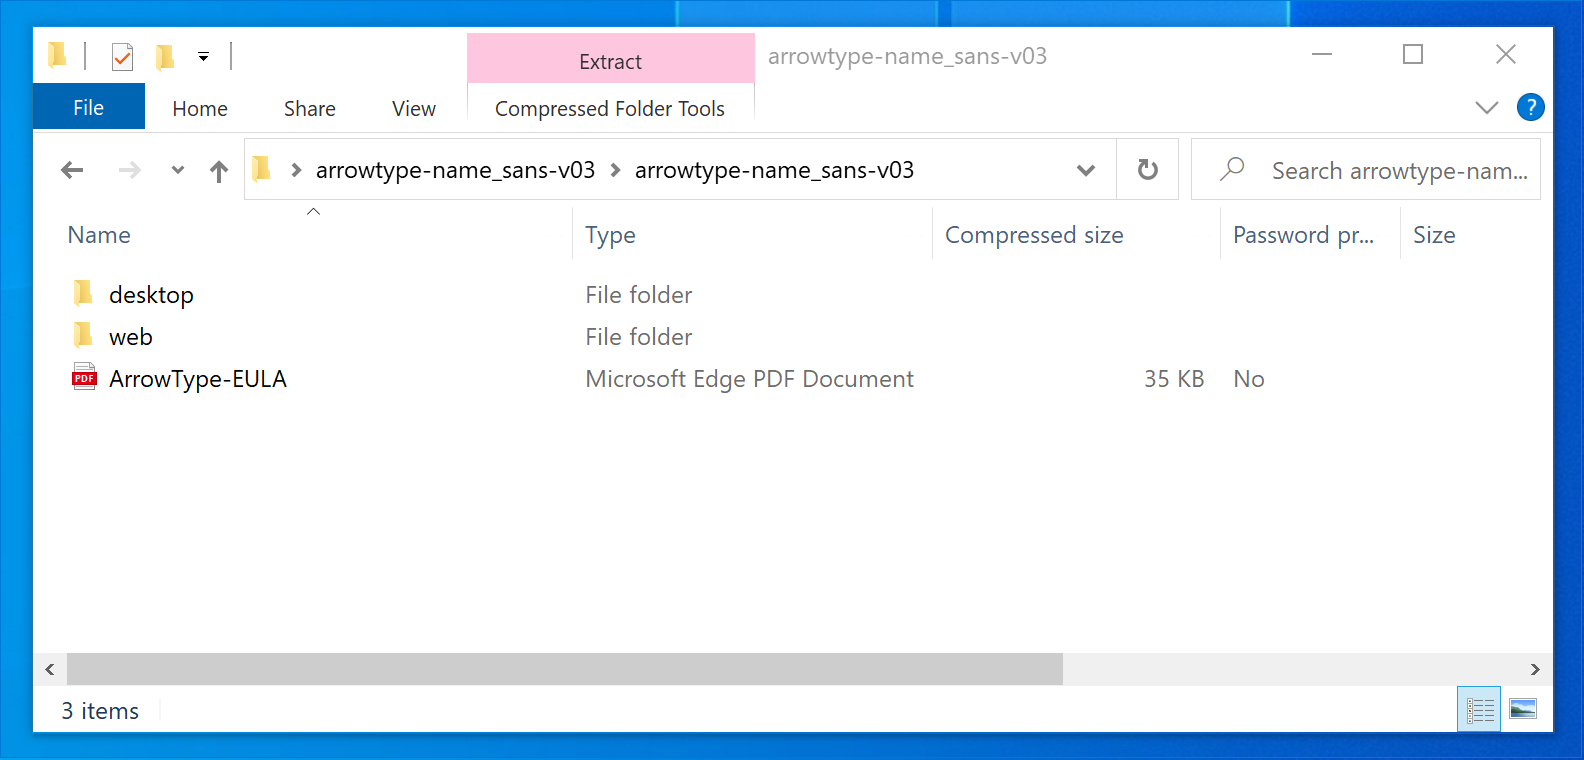 Extract
arrowtype-name_sans-v03
File
Home
Share
View
Compressed Folder Tools
?
arrowtype-name_sans-v03
arrowtype-name_sans-v03
Search arrowtype-nam...
Name
Type
Compressed size
Password pr...
Size
desktop
File folder
web
File folder
PDF
ArrowType-EULA
Microsoft Edge PDF Document
35 KB
No
3 items